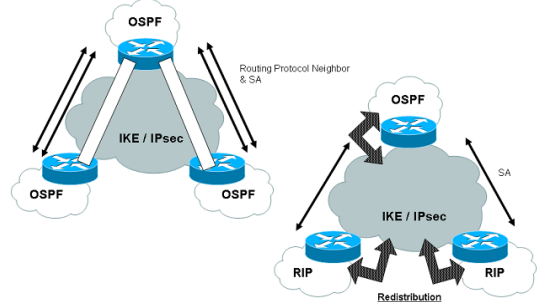 OSPF
Routing Protocol Neighbor
& SA
IKE / IPsec
OSPF
OSPF
OSPF
SA
IKE / IPsec
RIP
RIP
Redistribution